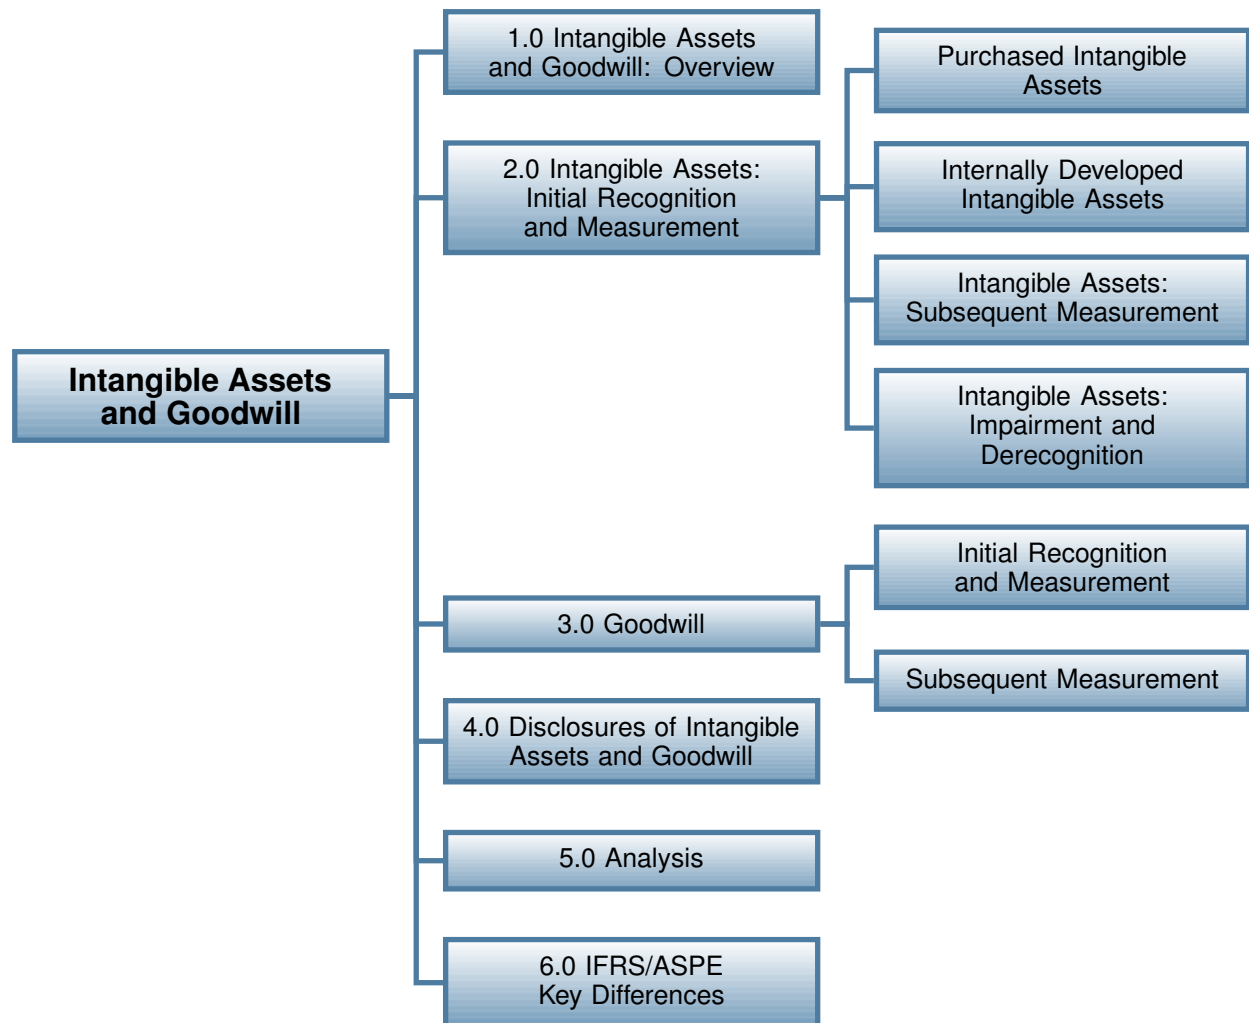 Intangible Assets
and Goodwill
1.0 Intangible Assets
and Goodwill: Overview
2.0 Intangible Assets:
Initial Recognition
and Measurement
Purchased Intangible
Assets
Internally Developed
Intangible Assets
Intangible Assets:
Subsequent Measurement
Intangible Assets:
Impairment and
Derecognition
3.0 Goodwill
Initial Recognition
and Measurement
Subsequent Measurement
4.0 Disclosures of Intangible
Assets and Goodwill
5.0 Analysis
6.0 IFRS/ASPE
Key Differences